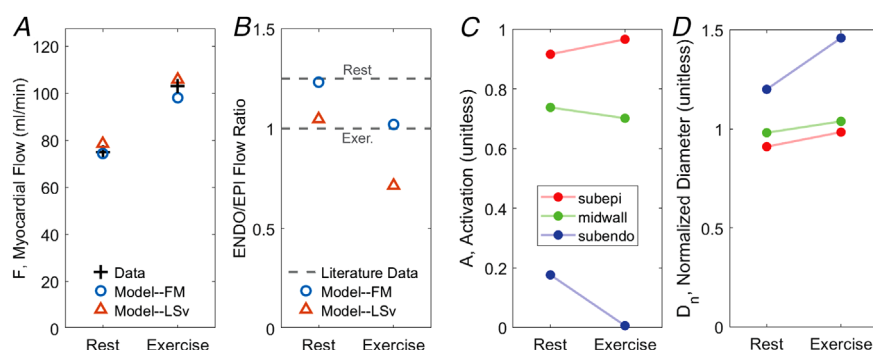 A
F, Myocardial Flow (ml/min)
120
100
80
60
40
20
0
Data
Model--FM
Model--LSv
Rest Exercise
B
ENDO/EPI Flow Ratio
1.5
1
0.5
Rest
Exer.
Literature Data
Model--FM
Model--LSv
Rest Exercise
C
A, Activation (unitless)
1
0.8
0.6
0.4
0.2
0
subepi
midwall
subendo
Rest Exercise
D
Dn, Normalized Diameter (unitless)
1.5
1
0.5
0
Rest Exercise